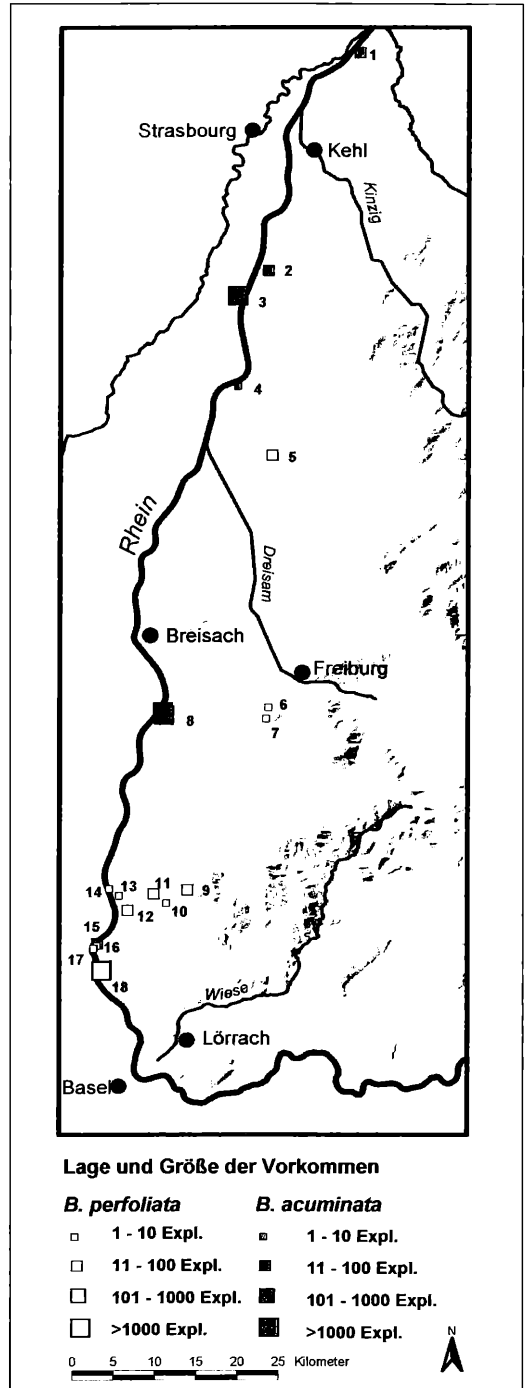 1
Strasbourg
Kehl
Kinzig
2
3
4
5
Rhein
Dreisam
Breisach
Freiburg
6
7
8
14 13 11 9
12 10
15 16
17
18
Wiese
Lörrach
Basel
Lage und Größe der Vorkommen
B. perfoliata B. acuminata
1 - 10 Expl. 1 - 10 Expl.
11 - 100 Expl. 11 - 100 Expl.
101 - 1000 Expl. 101 - 1000 Expl.
>1000 Expl. >1000 Expl.
N
0 5 10 15 20 25 Kilometer